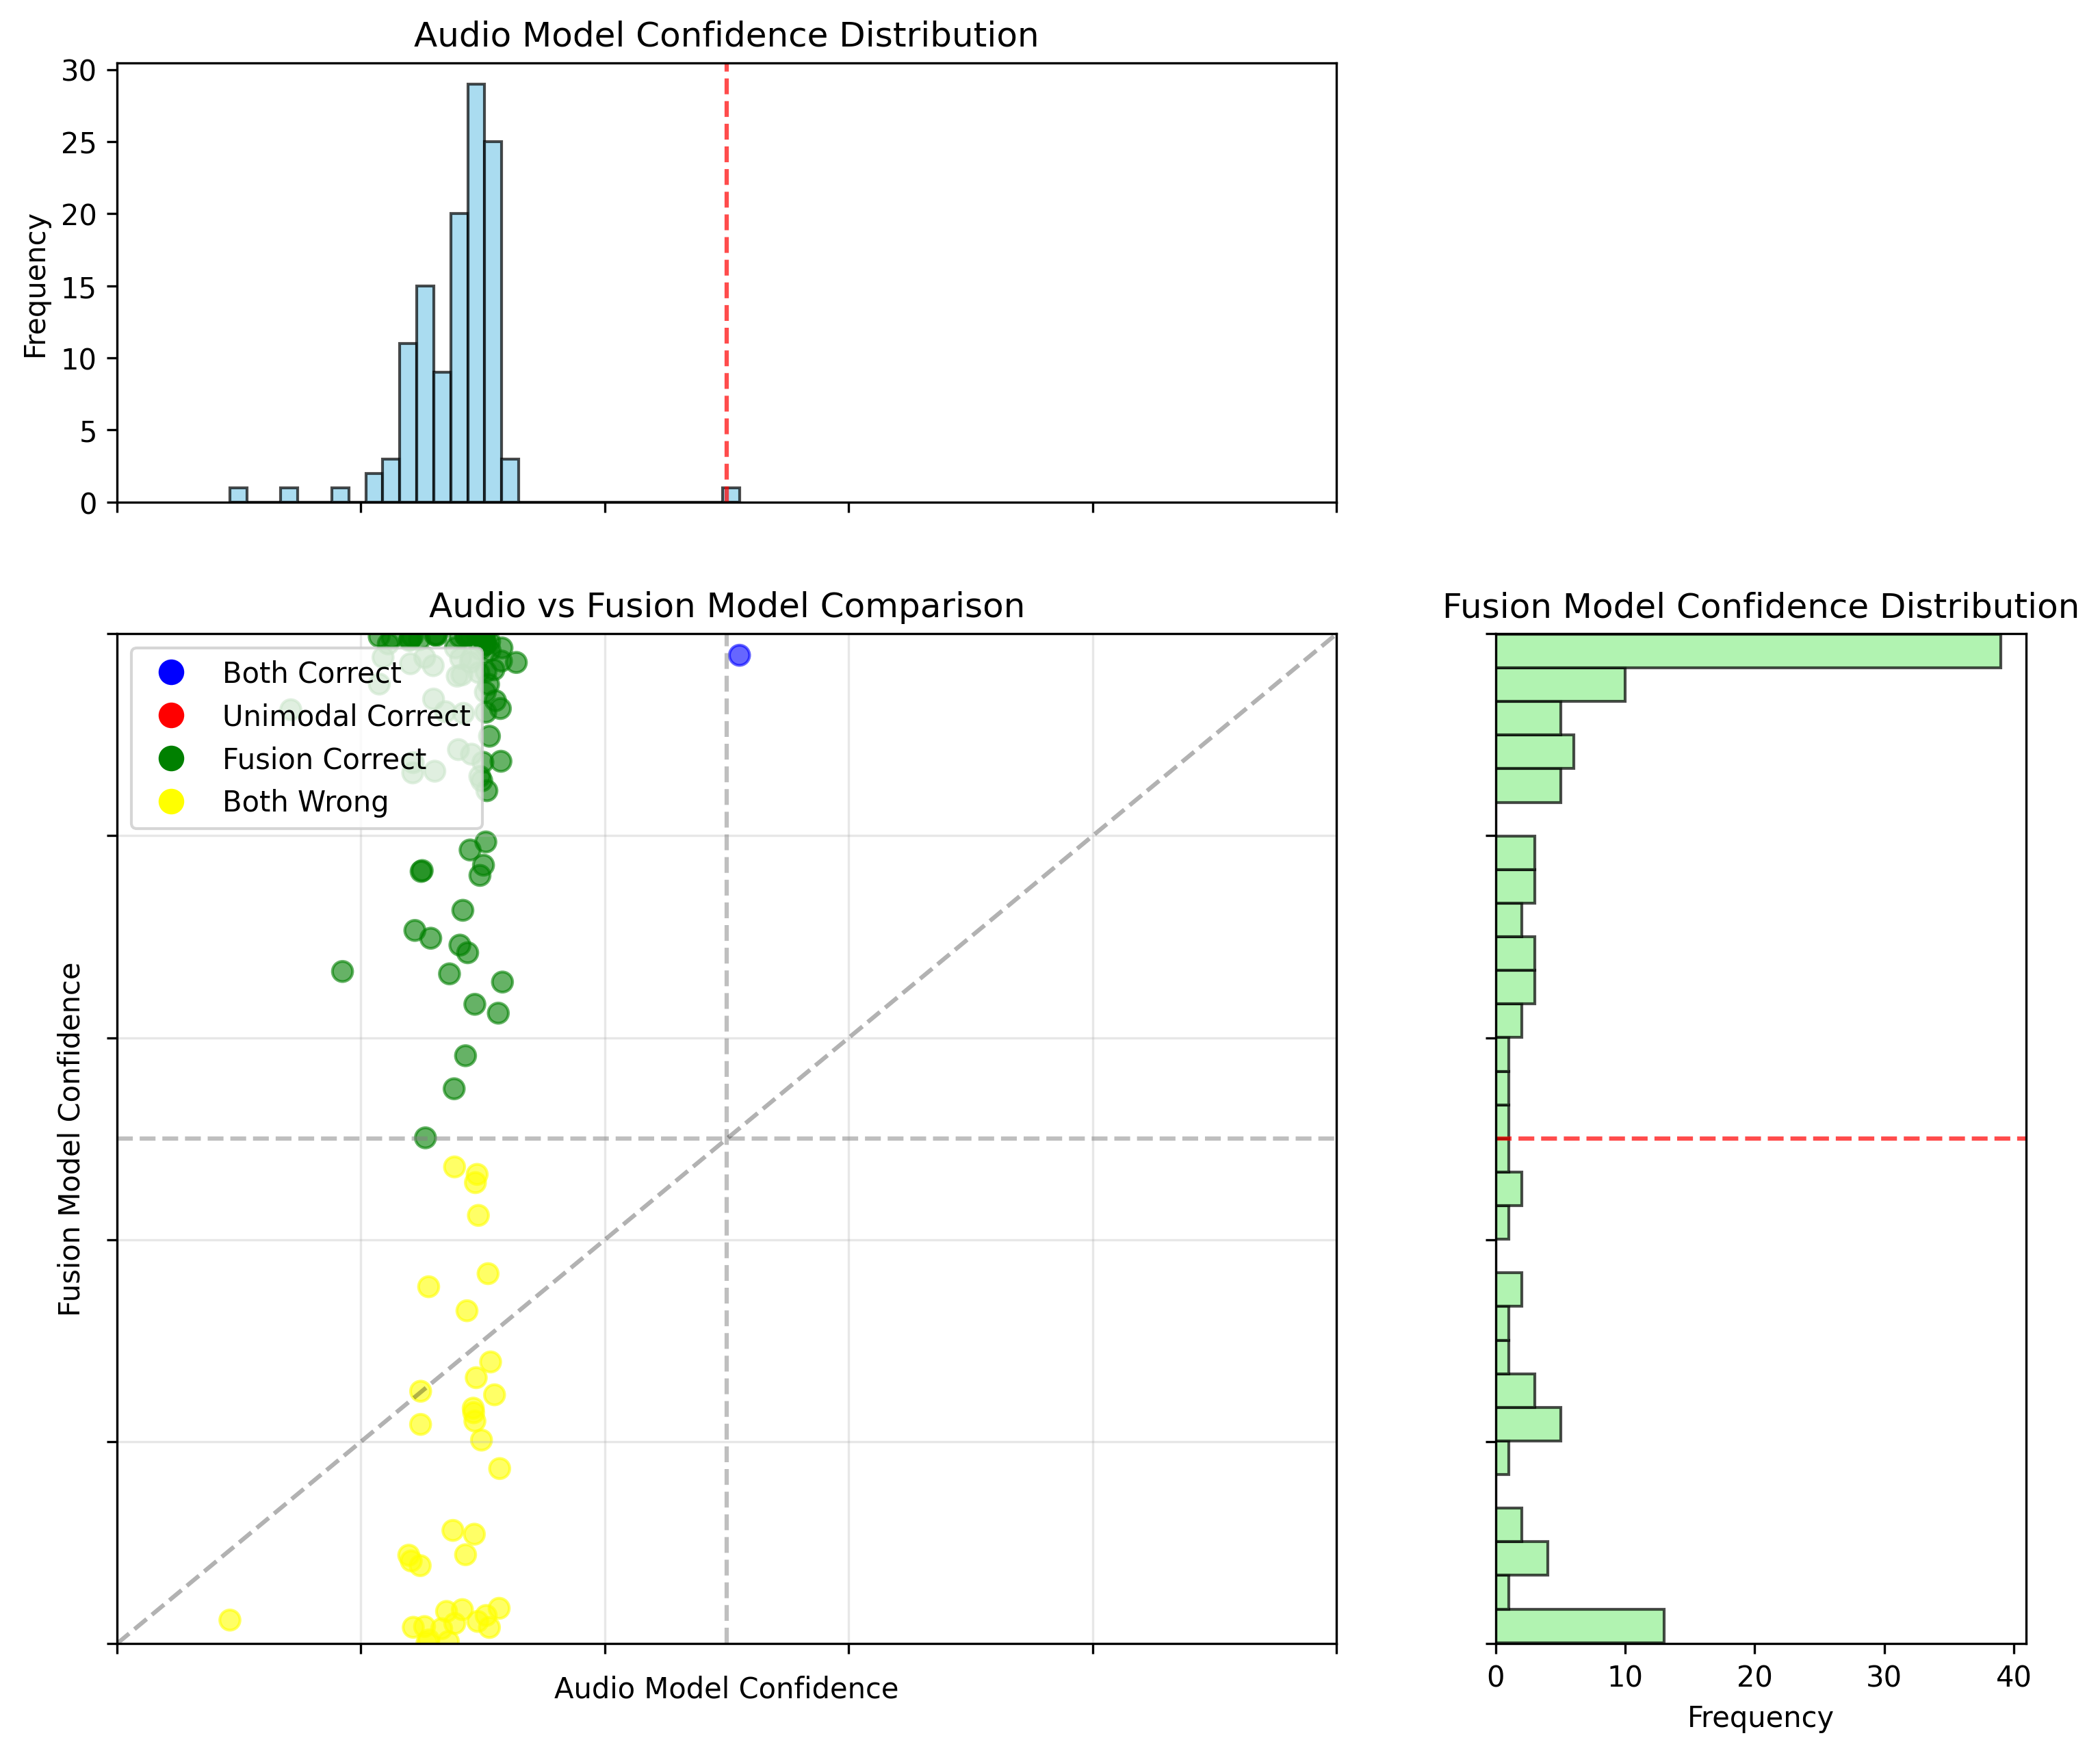 Audio Model Confidence Distribution
30
25
20
15
10
5
0
Frequency
Audio vs Fusion Model Comparison
Both Correct
Unimodal Correct
Fusion Correct
Both Wrong
Fusion Model Confidence
Audio Model Confidence
Fusion Model Confidence Distribution
0 10 20 30 40
Frequency